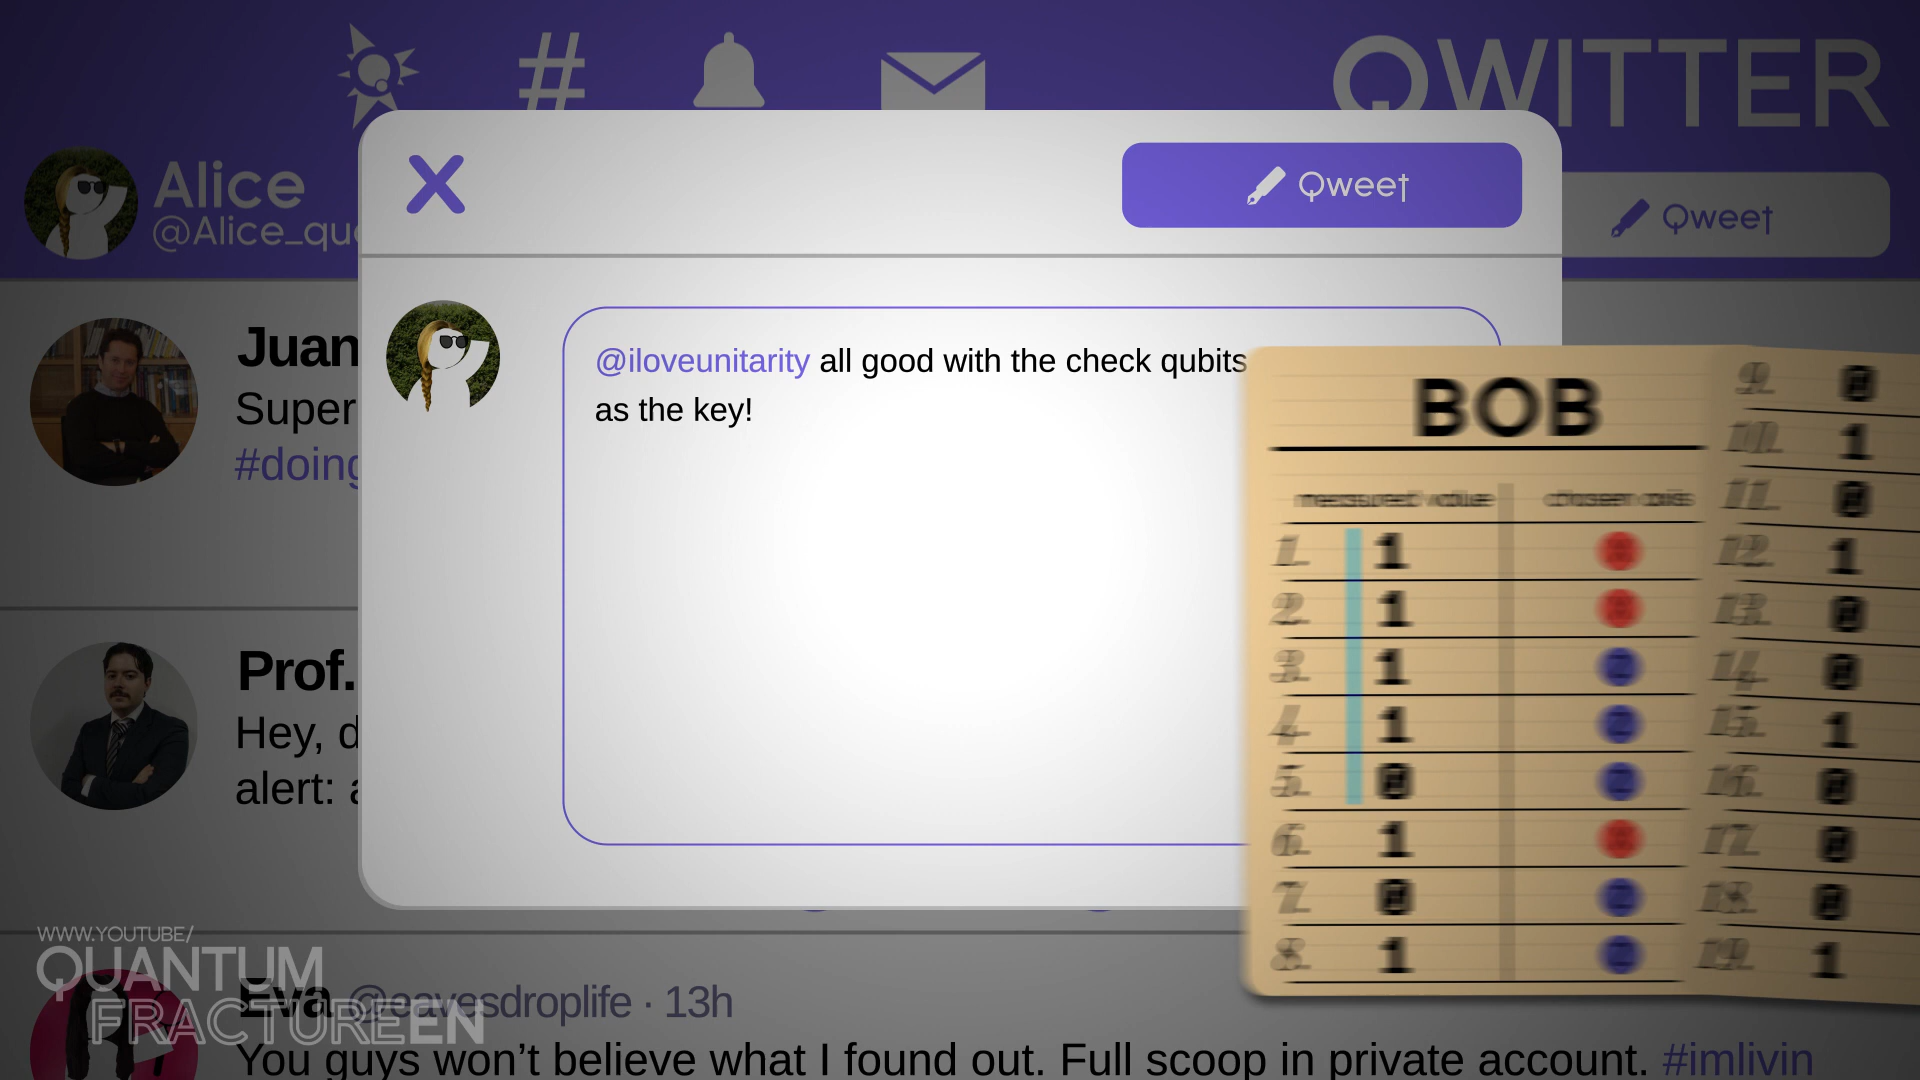 #
QWITTER
Alice
@Alice_qu
X
Qweet
Qweet
Juan
Super
#doing
@iloveunitarity all good with the check qubits
as the key!
Prof.
Hey, d
alert: a
BOB
measured value chosen axis
1. 1
2. 1
3. 1 Z
4. 1 Z
5. 0 Z
6. 1
7. 0 Z
8. 1 Z
9. 0
10. 1
11. 0
12. 1
13. 0
14. 0
15. 1
16. 0
17. 0
18. 0
19. 1
WWW.YOUTUBE/
QUANTUM
FRACTUREEN
Eva @eavesdroplife · 13h
You guys won’t believe what I found out. Full scoop in private account. #imlivin